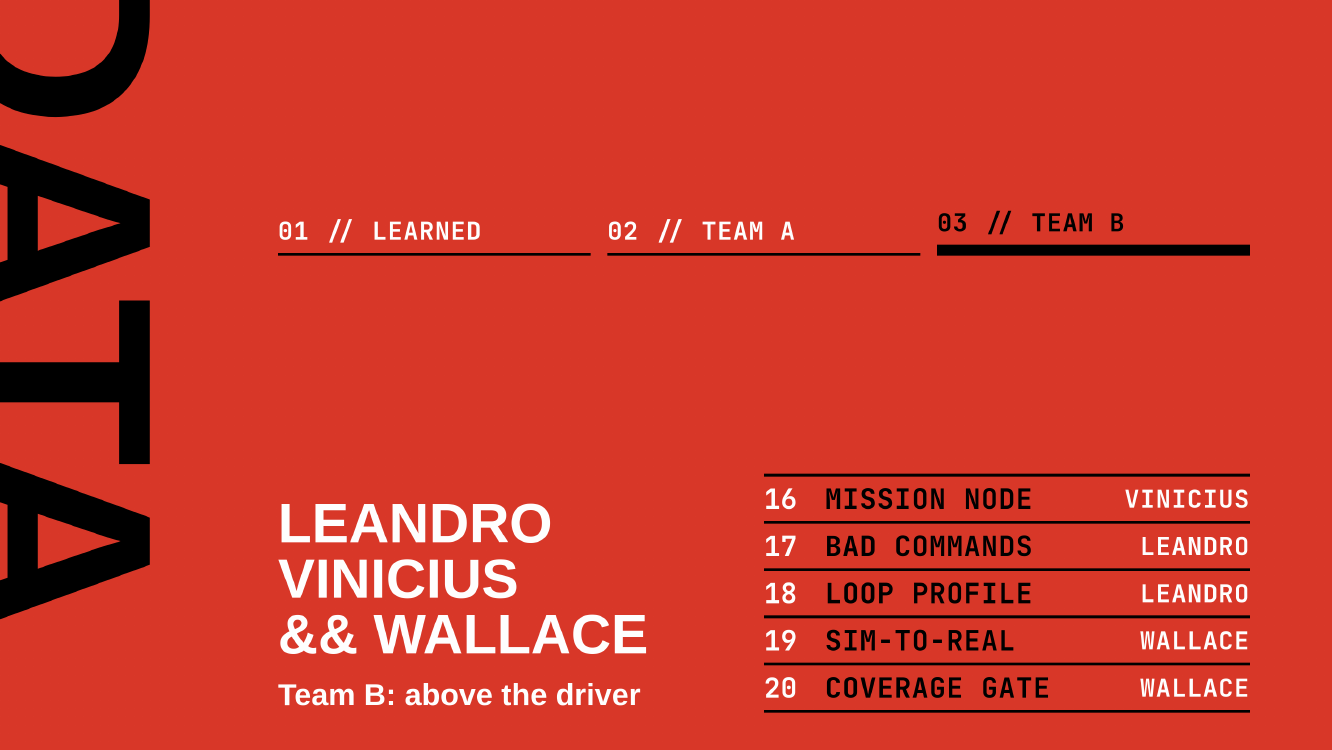 DATA
01 // LEARNED
02 // TEAM A
03 // TEAM B
LEANDRO
VINICIUS
&& WALLACE
Team B: above the driver
16 MISSION NODE VINICIUS
17 BAD COMMANDS LEANDRO
18 LOOP PROFILE LEANDRO
19 SIM-TO-REAL WALLACE
20 COVERAGE GATE WALLACE